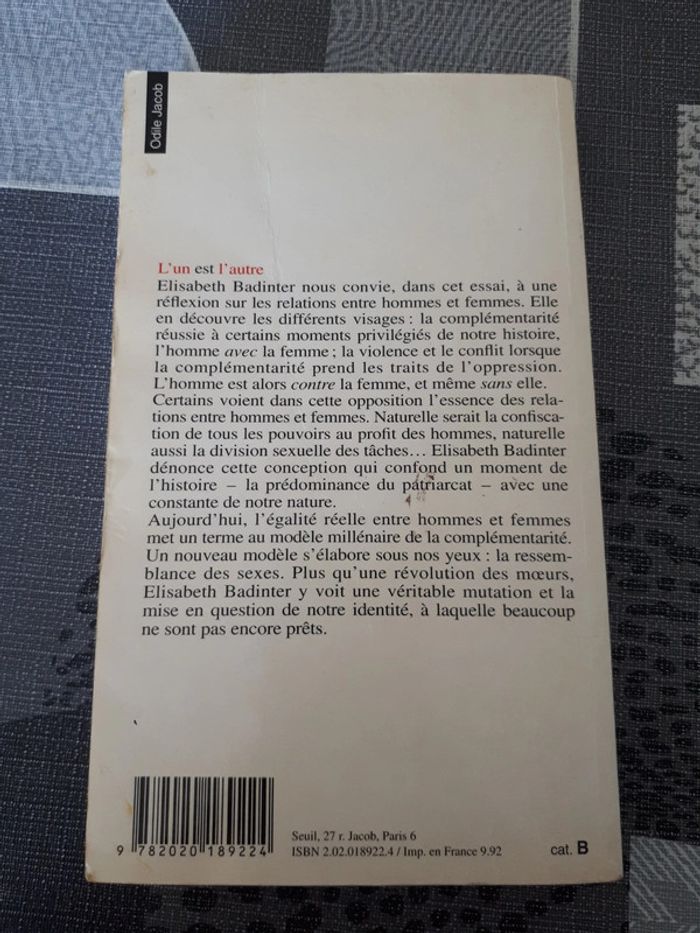 Odile Jacob
L'un est l'autre
Elisabeth Badinter nous convie, dans cet essai, à une
réflexion sur les relations entre hommes et femmes. Elle
en découvre les différents visages : la complémentarité
réussie à certains moments privilégiés de notre histoire,
l'homme avec la femme ; la violence et le conflit lorsque
la complémentarité prend les traits de l'oppression.
L'homme est alors contre la femme, et même sans elle.
Certains voient dans cette opposition l'essence des rela-
tions entre hommes et femmes. Naturelle serait la confisca-
tion de tous les pouvoirs au profit des hommes, naturelle
aussi la division sexuelle des tâches... Elisabeth Badinter
dénonce cette conception qui confond un moment de
l'histoire – la prédominance du patriarcat – avec une
constante de notre nature.
Aujourd'hui, l'égalité réelle entre hommes et femmes
met un terme au modèle millénaire de la complémentarité.
Un nouveau modèle s'élabore sous nos yeux : la ressem-
blance des sexes. Plus qu'une révolution des mœurs,
Elisabeth Badinter y voit une véritable mutation et la
mise en question de notre identité, à laquelle beaucoup
ne sont pas encore prêts.
9 782020 189224
Seuil, 27 r. Jacob, Paris 6
ISBN 2.02.018922.4 / Imp. en France 9.92
cat. B